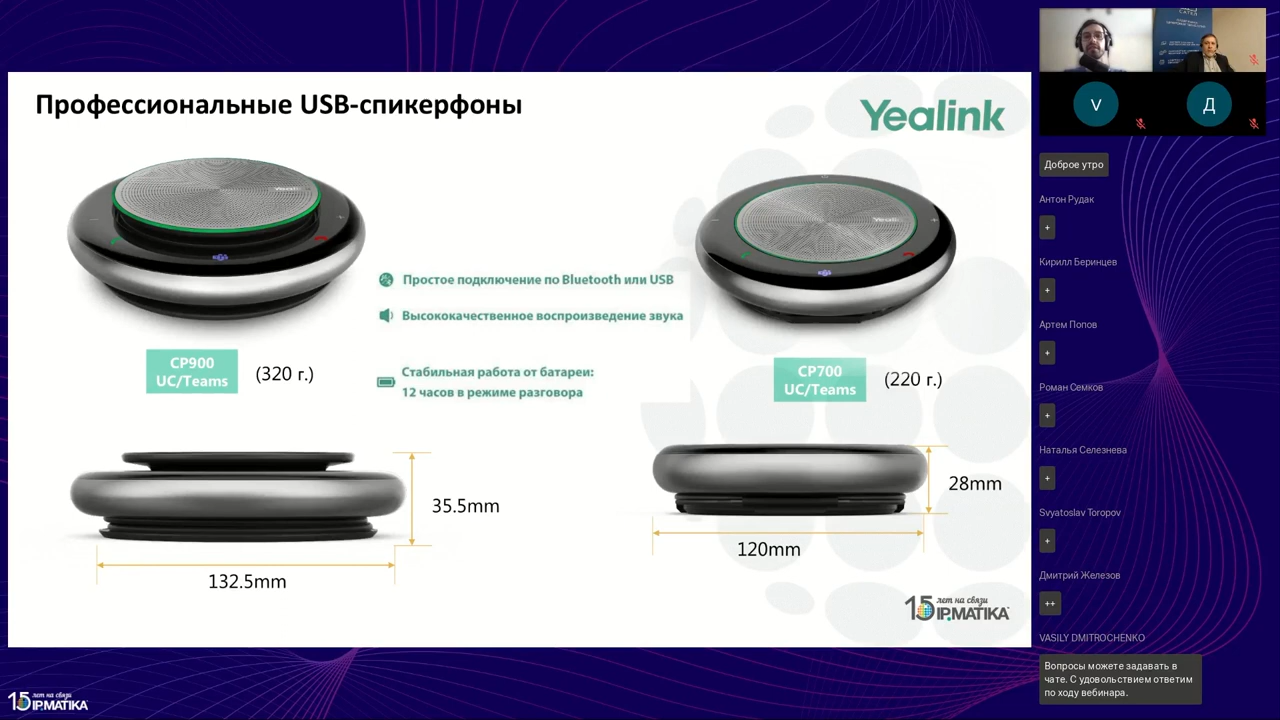 Профессиональные USB-спикерфоны
Yealink
Yealink
Yealink
Простое подключение по Bluetooth или USB
Высококачественное воспроизведение звука
Стабильная работа от батареи:
12 часов в режиме разговора
CP900
UC/Teams
(320 г.)
CP700
UC/Teams
(220 г.)
35.5mm
132.5mm
28mm
120mm
15 лет на связи
IPMATIKA
15 лет на связи
IPMATIKA
САТЕЛ
V
Д
Доброе утро
Антон Рудак
+
Кирилл Беринцев
+
Артем Попов
+
Роман Семков
+
Наталья Селезнева
+
Svyatoslav Toropov
+
Дмитрий Железов
++
VASILY DMITROCHENKO
Вопросы можете задавать в
чате. С удовольствием ответим
по ходу вебинара.